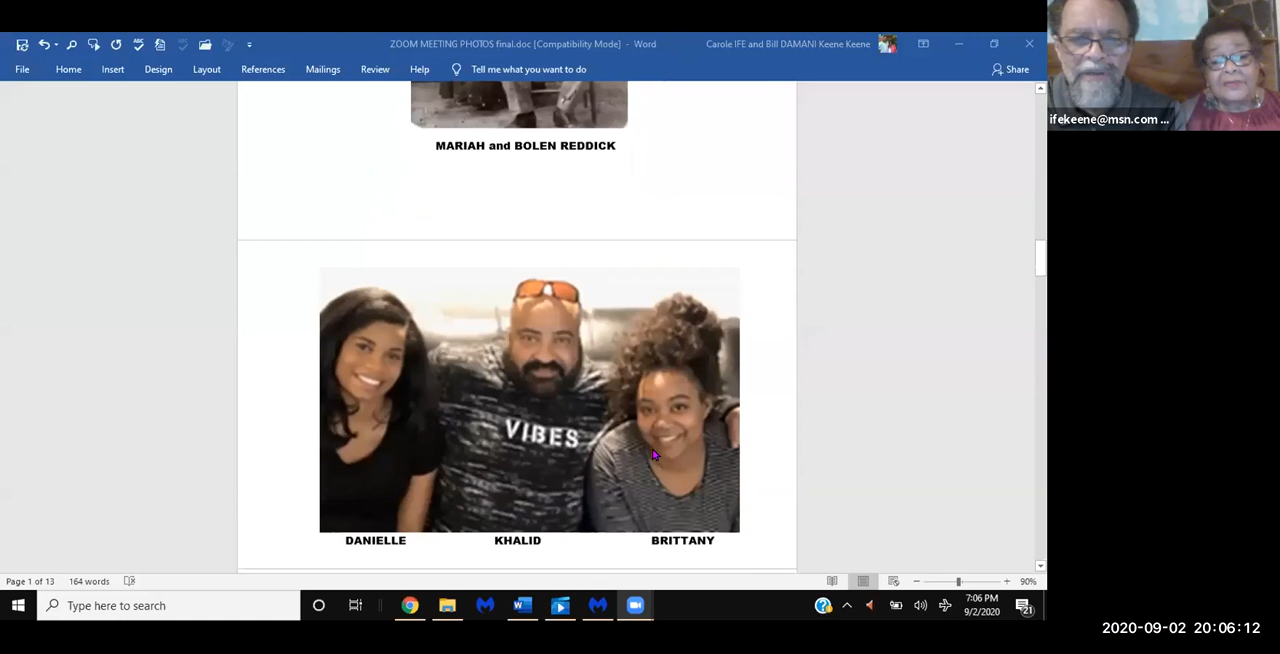 ZOOM MEETING PHOTOS final.doc [Compatibility Mode] - Word
Carole IFE and Bill DAMANI Keene Keene
File Home Insert Design Layout References Mailings Review Help Tell me what you want to do Share
ifekeene@msn.com ...
MARIAH and BOLEN REDDICK
VIBES
DANIELLE KHALID BRITTANY
Page 1 of 13 164 words 90%
Type here to search
7:06 PM
9/2/2020
21
2020-09-02 20:06:12